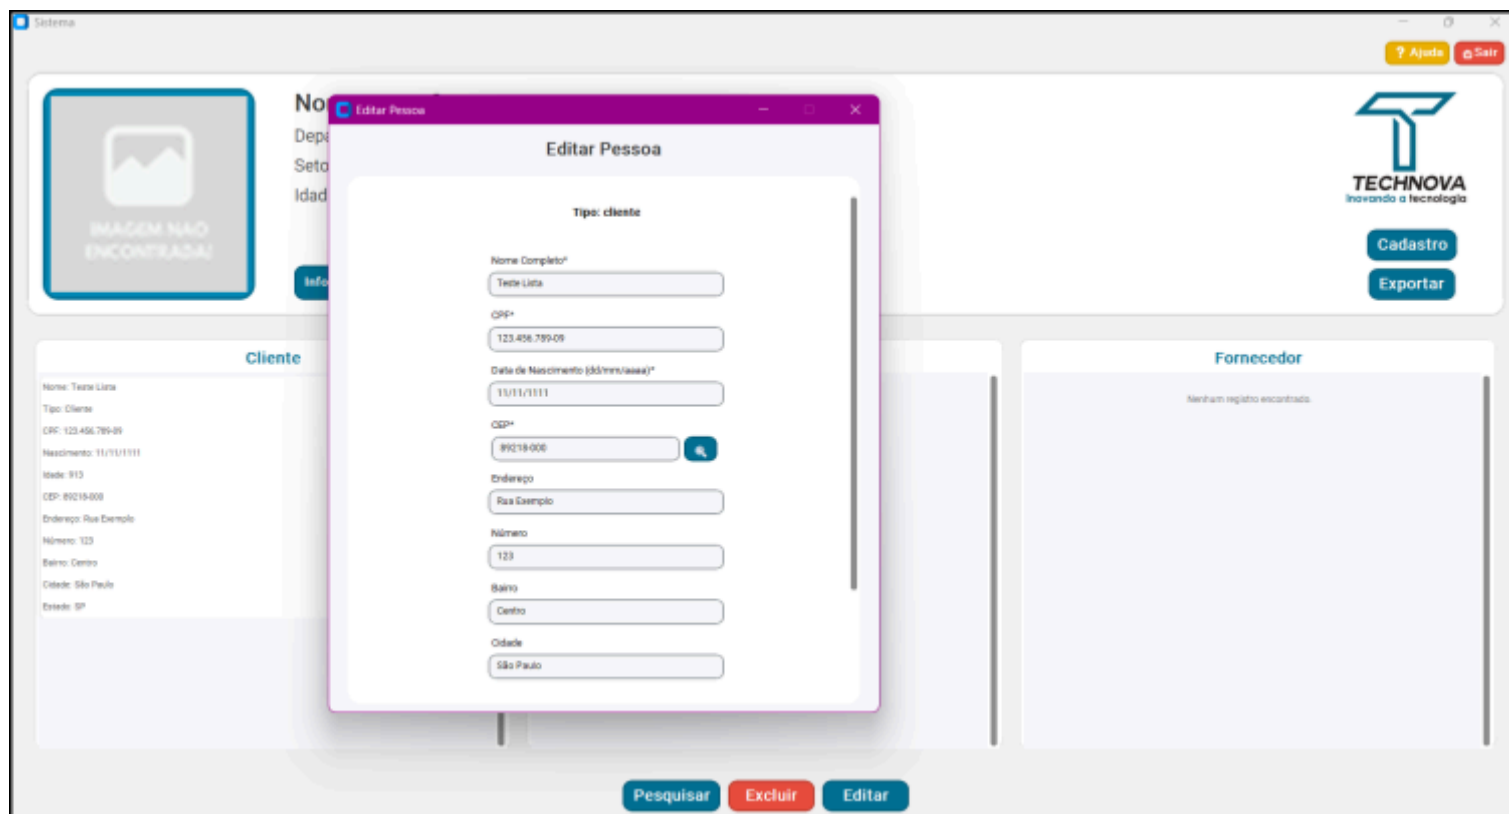 Sistema
? Ajuda
Sair
IMAGEM NÃO
ENCONTRADA!
No
Depa
Seto
Idad
Info
TECHNOVA
Inovando a tecnologia
Cadastro
Exportar
Editar Pessoa
Editar Pessoa
Tipo: cliente
Nome Completo*
Teste Lista
CPF*
123.456.789-09
Data de Nascimento (dd/mm/aaaa)*
11/11/1111
CEP*
89218-000
Endereço
Rua Exemplo
Número
123
Bairro
Centro
Cidade
São Paulo
Cliente
Nome: Teste Lista
Tipo: Cliente
CPF: 123.456.789-09
Nascimento: 11/11/1111
Idade: 913
CEP: 89218-000
Endereço: Rua Exemplo
Número: 123
Bairro: Centro
Cidade: São Paulo
Estado: SP
Fornecedor
Nenhum registro encontrado.
Pesquisar
Excluir
Editar